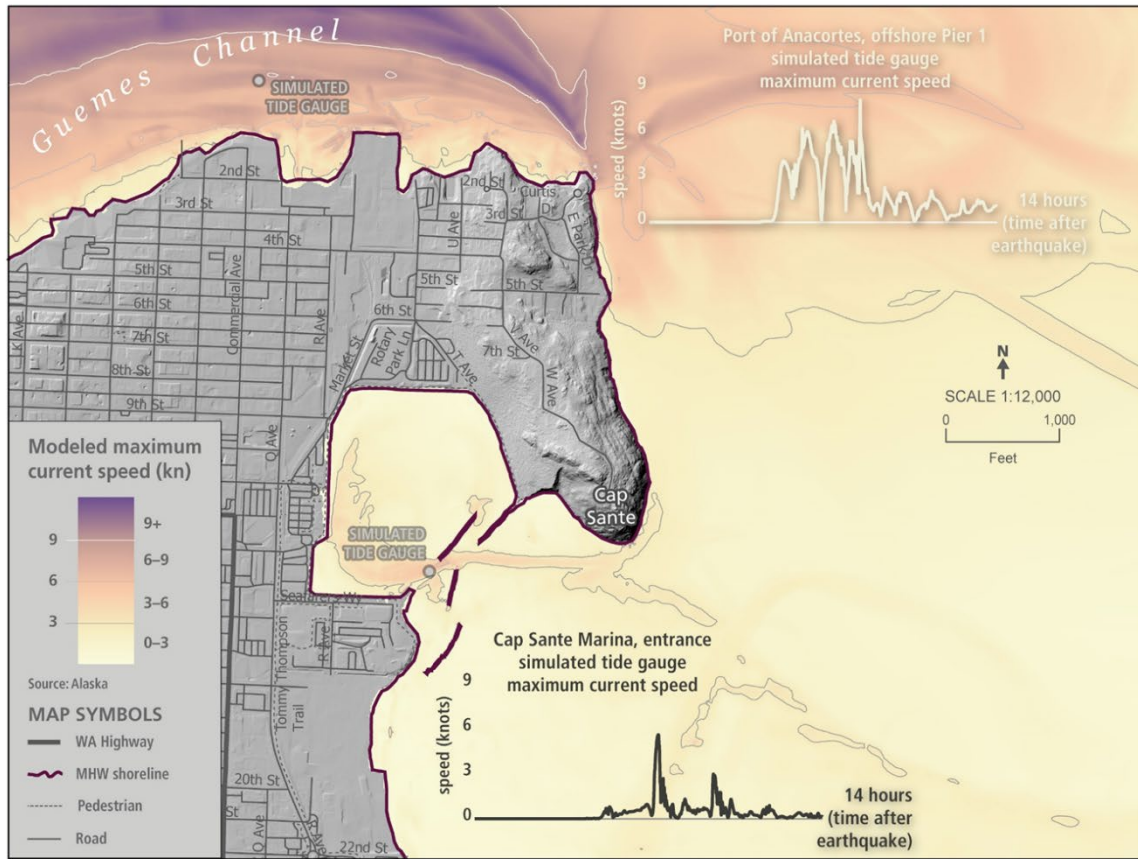 Guemes Channel
SIMULATED
TIDE GAUGE
Port of Anacortes, offshore Pier 1
simulated tide gauge
maximum current speed
9
6
3
0
speed (knots)
14 hours
(time after
earthquake)
2nd St
2nd St
Curtis
Dr
3rd St
3rd St
E Park Dr
U Ave
4th St
5th St
5th St
5th St
K Ave
Commercial Ave
R Ave
6th St
6th St
7th St
7th St
V Ave
W Ave
8th St
Market St
Rotary
Park Ln
T Ave
9th St
N
SCALE 1:12,000
0
1,000
Feet
Q Ave
Cap
Sante
SIMULATED
TIDE GAUGE
Seafarers Wy
R Ave
Tommy Thompson
Trail
20th St
St
Q Ave
R Ave
22nd St
Cap Sante Marina, entrance
simulated tide gauge
maximum current speed
9
6
3
0
speed (knots)
14 hours
(time after
earthquake)
Modeled maximum
current speed (kn)
9+
9
6–9
6
3–6
3
0–3
Source: Alaska
MAP SYMBOLS
WA Highway
MHW shoreline
Pedestrian
Road